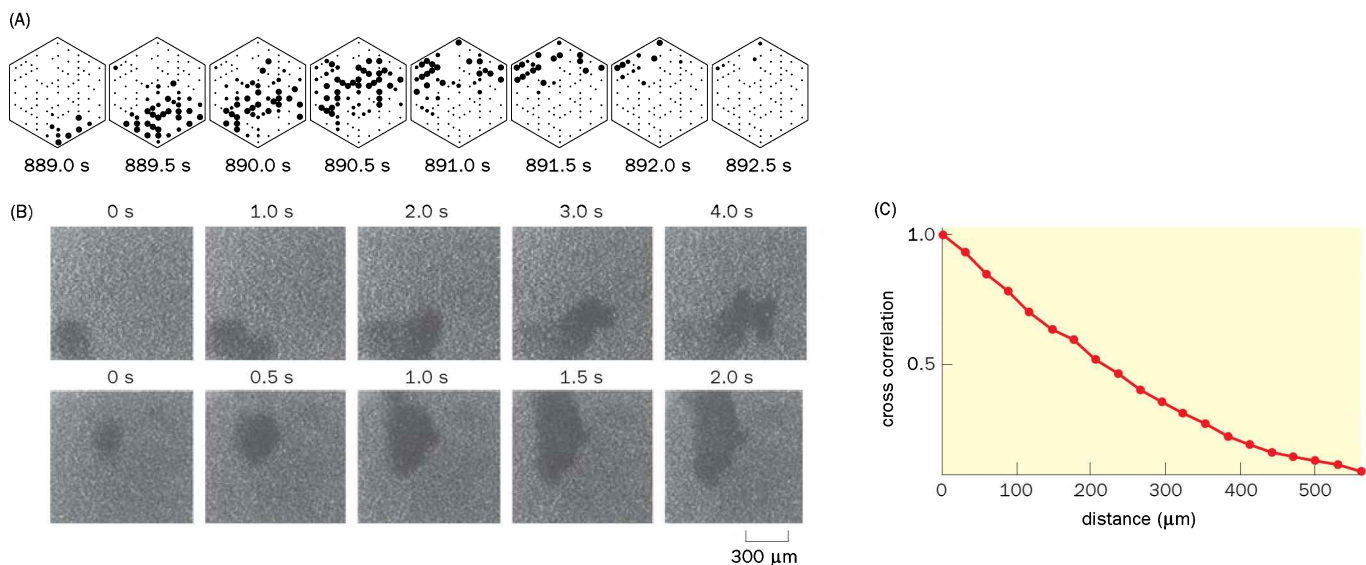 (A)
889.0 s 889.5 s 890.0 s 890.5 s 891.0 s 891.5 s 892.0 s 892.5 s
(B)
0 s 1.0 s 2.0 s 3.0 s 4.0 s
0 s 0.5 s 1.0 s 1.5 s 2.0 s
300 μm
(C)
1.0
0.5
cross correlation
0 100 200 300 400 500
distance (μm)